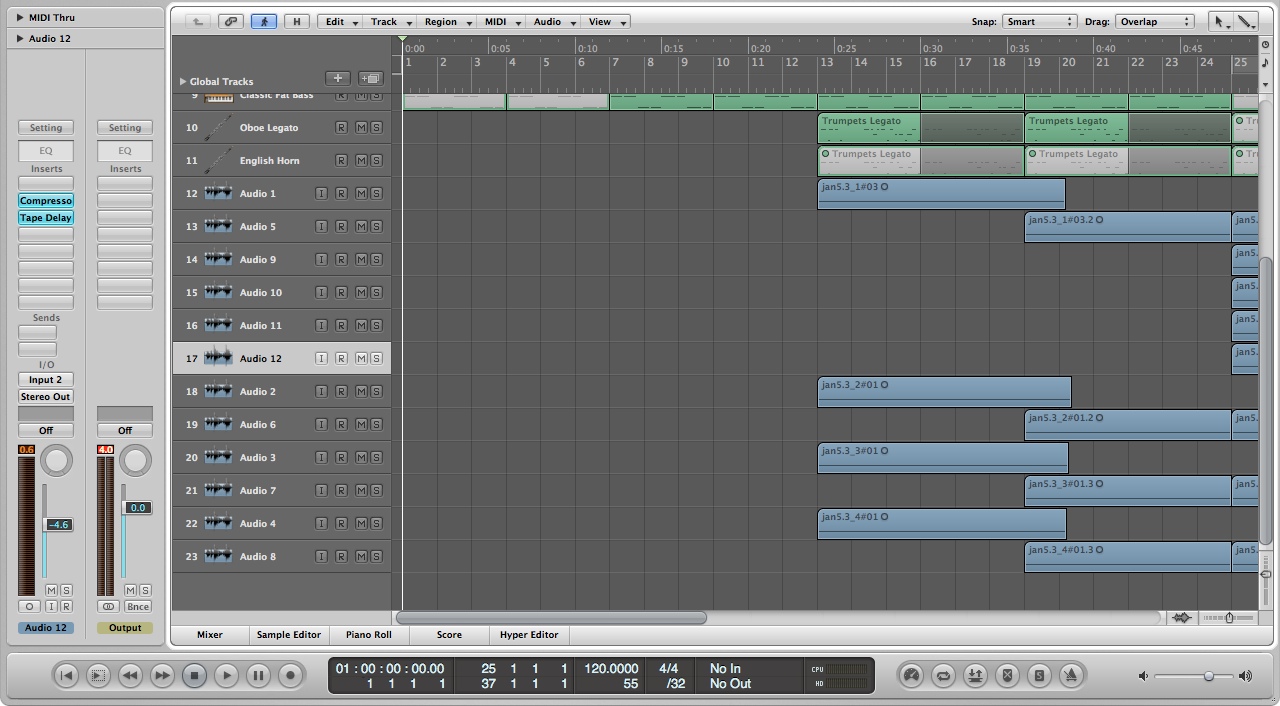 MIDI Thru
Audio 12
Setting Setting
EQ EQ
Inserts Inserts
Compresso
Tape Delay
Sends
I/O
Input 2
Stereo Out
Off Off
0.6 4.0
-4.6 0.0
M S M S
O I R Bnce
Audio 12 Output
H Edit Track Region MIDI Audio View Snap: Smart Drag: Overlap
0:00 0:05 0:10 0:15 0:20 0:25 0:30 0:35 0:40 0:45
1 2 3 4 5 6 7 8 9 10 11 12 13 14 15 16 17 18 19 20 21 22 23 24 25
Global Tracks
9 Classic Fat Bass R M S
10 Oboe Legato R M S Trumpets Legato Trumpets Legato Tr
11 English Horn R M S Trumpets Legato Trumpets Legato Tr
12 Audio 1 I R M S jan5.3_1#03
13 Audio 5 I R M S jan5.3_1#03.2 jan5.
14 Audio 9 I R M S jan5.
15 Audio 10 I R M S jan5.
16 Audio 11 I R M S jan5.
17 Audio 12 I R M S jan5.
18 Audio 2 I R M S jan5.3_2#01
19 Audio 6 I R M S jan5.3_2#01.2 jan5.
20 Audio 3 I R M S jan5.3_3#01
21 Audio 7 I R M S jan5.3_3#01.3 jan5.
22 Audio 4 I R M S jan5.3_4#01
23 Audio 8 I R M S jan5.3_4#01.3 jan5.
Mixer Sample Editor Piano Roll Score Hyper Editor
01 : 00 : 00 : 00.00 25 1 1 1 120.0000 4/4 No In CPU
1 1 1 1 37 1 1 1 55 /32 No Out HD
S